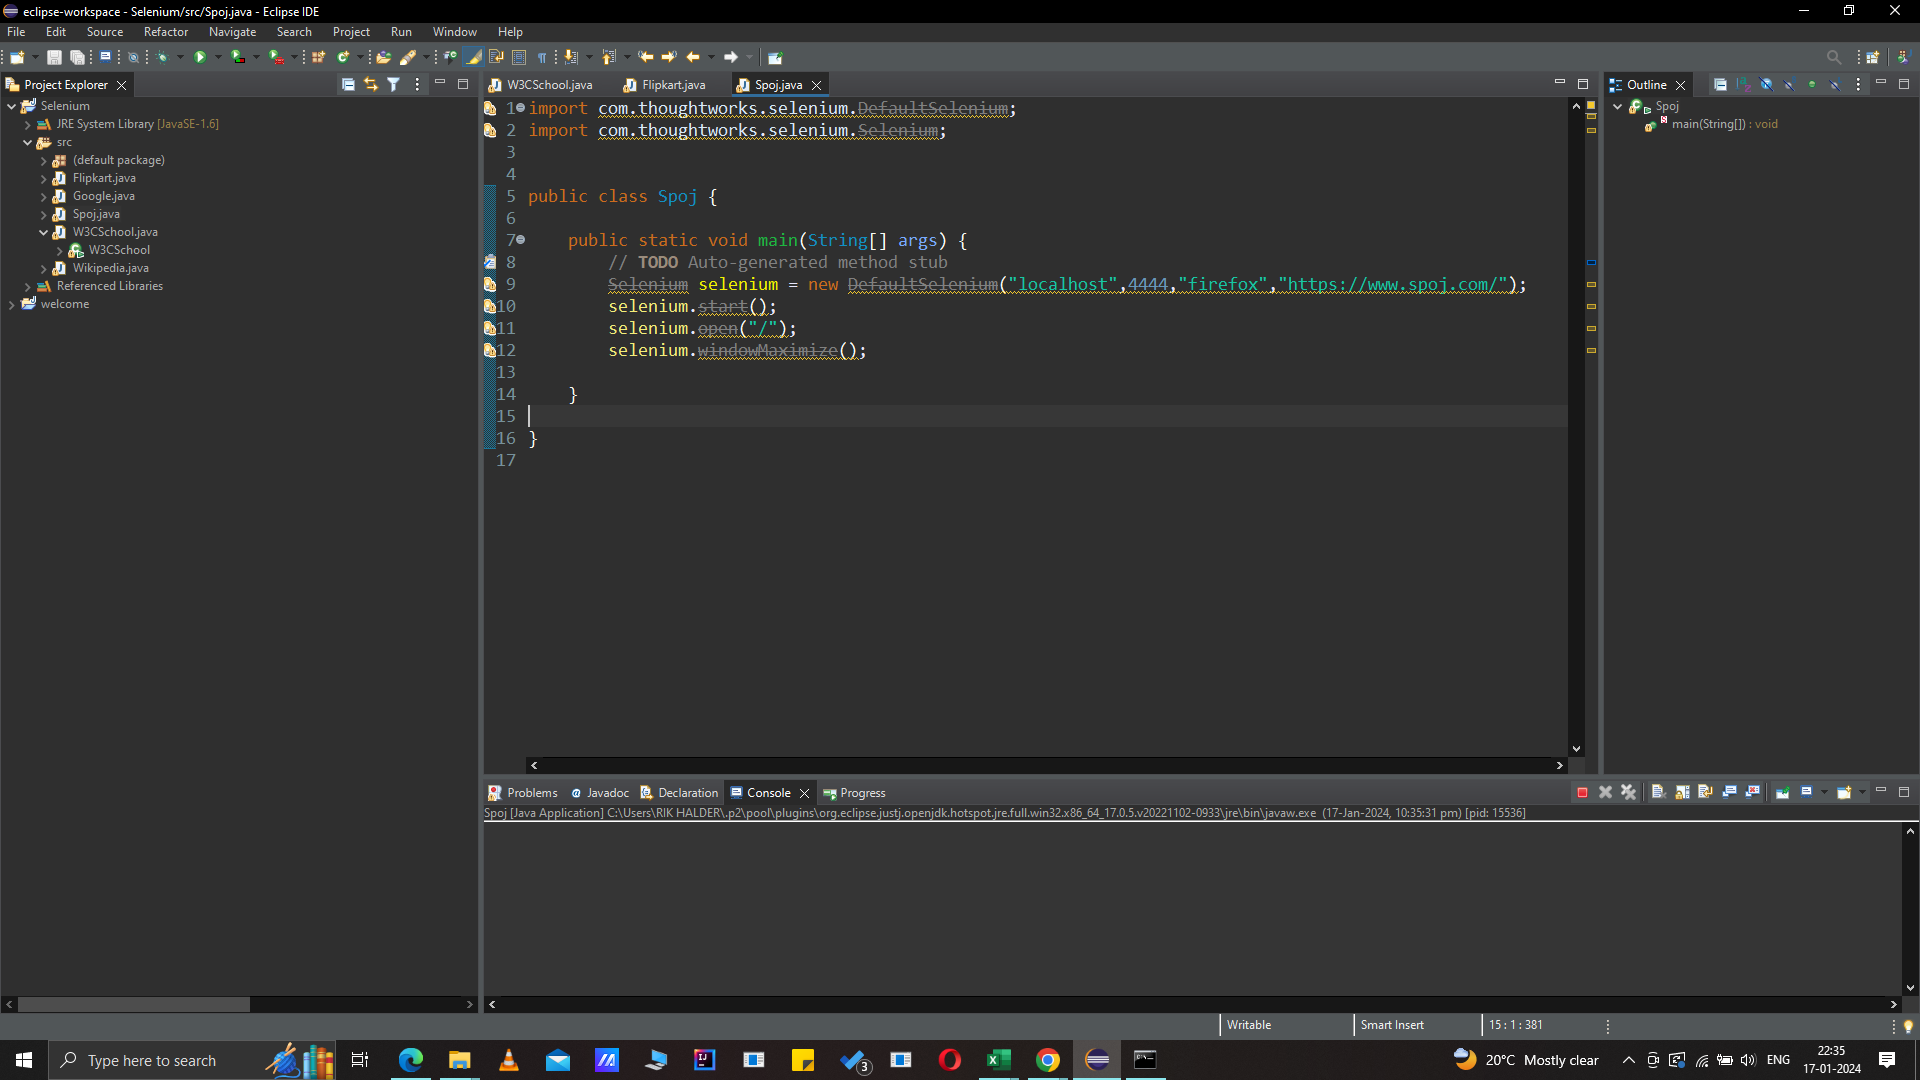 eclipse-workspace - Selenium/src/Spoj.java - Eclipse IDE
File Edit Source Refactor Navigate Search Project Run Window Help
Project Explorer
Selenium
JRE System Library [JavaSE-1.6]
src
(default package)
Flipkart.java
Google.java
Spoj.java
W3CSchool.java
W3CSchool
Wikipedia.java
Referenced Libraries
welcome
W3CSchool.java Flipkart.java Spoj.java
1 import com.thoughtworks.selenium.DefaultSelenium;
2 import com.thoughtworks.selenium.Selenium;
3
4
5 public class Spoj {
6
7 public static void main(String[] args) {
8 // TODO Auto-generated method stub
9 Selenium selenium = new DefaultSelenium("localhost",4444,"firefox","https://www.spoj.com/");
10 selenium.start();
11 selenium.open("/");
12 selenium.windowMaximize();
13
14 }
15
16 }
17
Outline
Spoj
main(String[]) : void
Problems Javadoc Declaration Console Progress
Spoj [Java Application] C:\Users\RIK HALDER\.p2\pool\plugins\org.eclipse.justj.openjdk.hotspot.jre.full.win32.x86_64_17.0.5.v20221102-0933\jre\bin\javaw.exe (17-Jan-2024, 10:35:31 pm) [pid: 15536]
Writable Smart Insert 15 : 1 : 381
Type here to search
3
20°C Mostly clear
ENG
22:35
17-01-2024